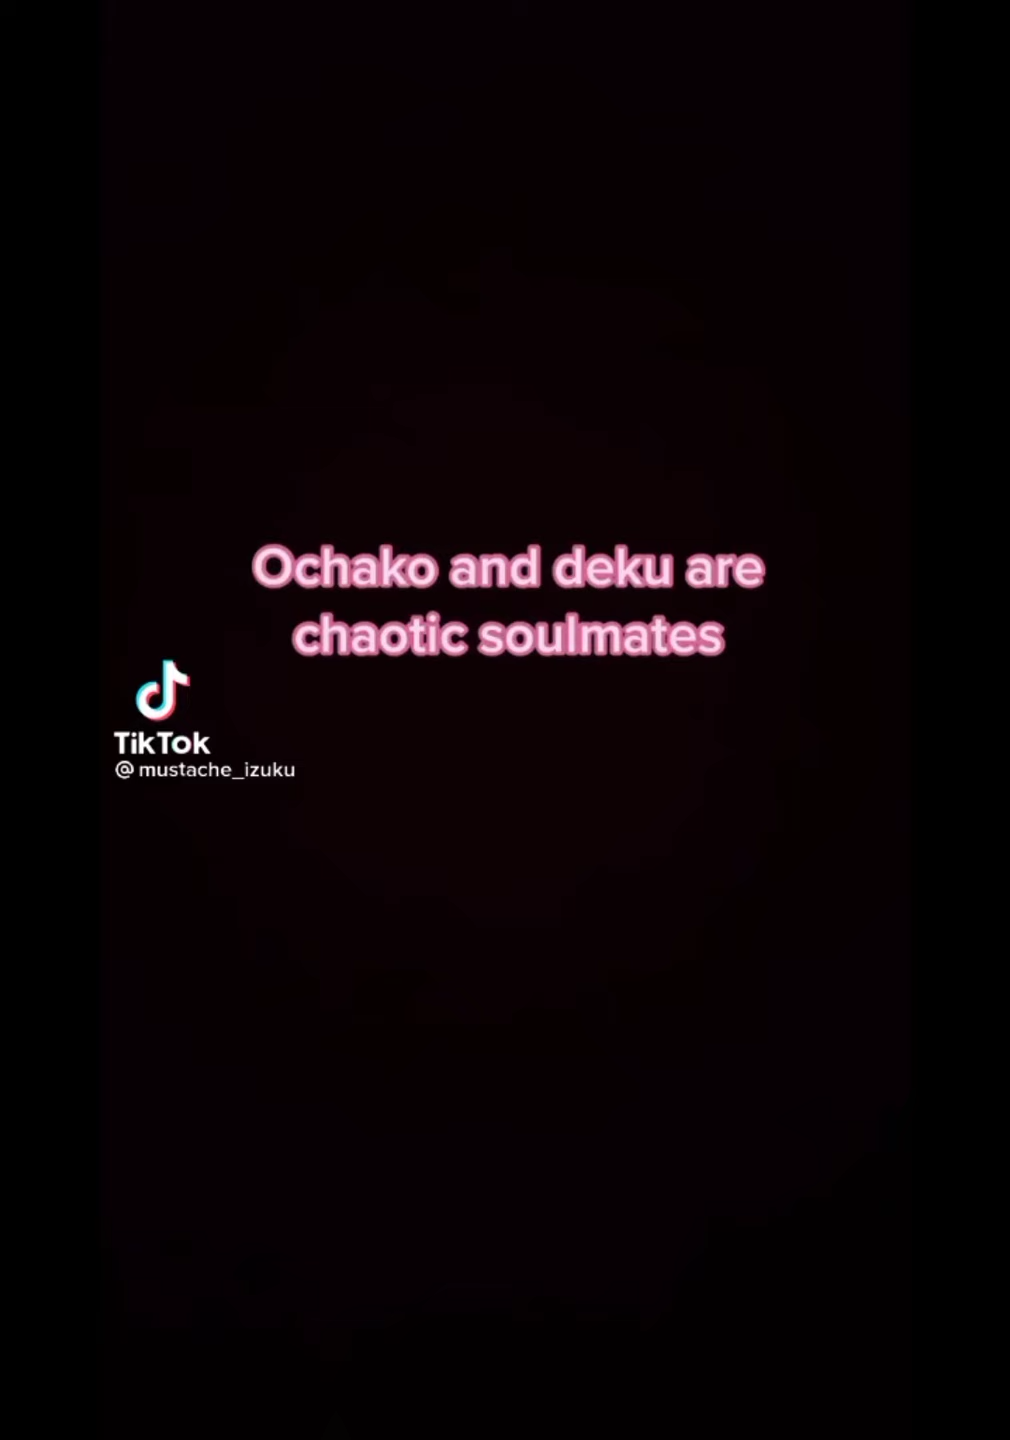 Ochako and deku are
chaotic soulmates
TikTok
@mustache_izuku